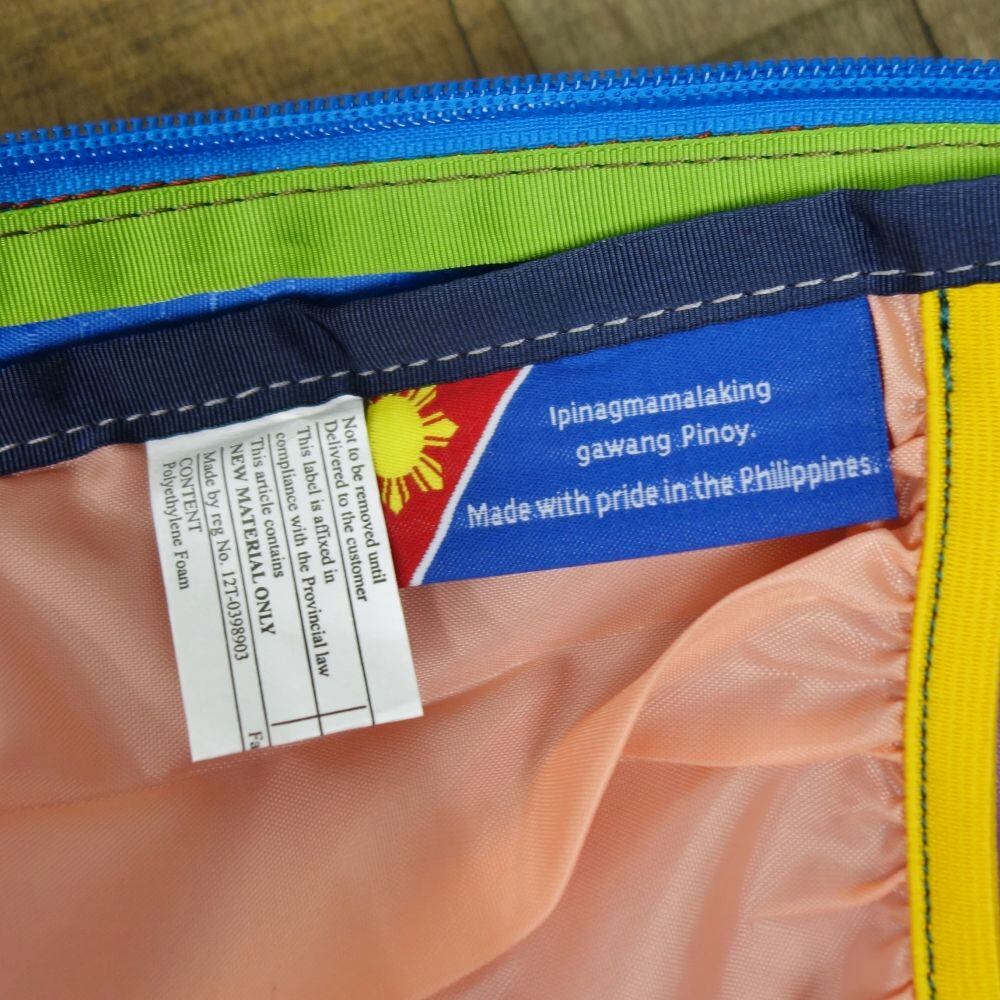 Ipinagmamalaking
gawang Pinoy.
Made with pride in the Philippines.
Not to be removed until
Delivered to the customer
This label is affixed in
compliance with the Provincial law
This article contains
NEW MATERIAL ONLY
Made by reg No. 12T-0398903
CONTENT
Polyethylene Foam